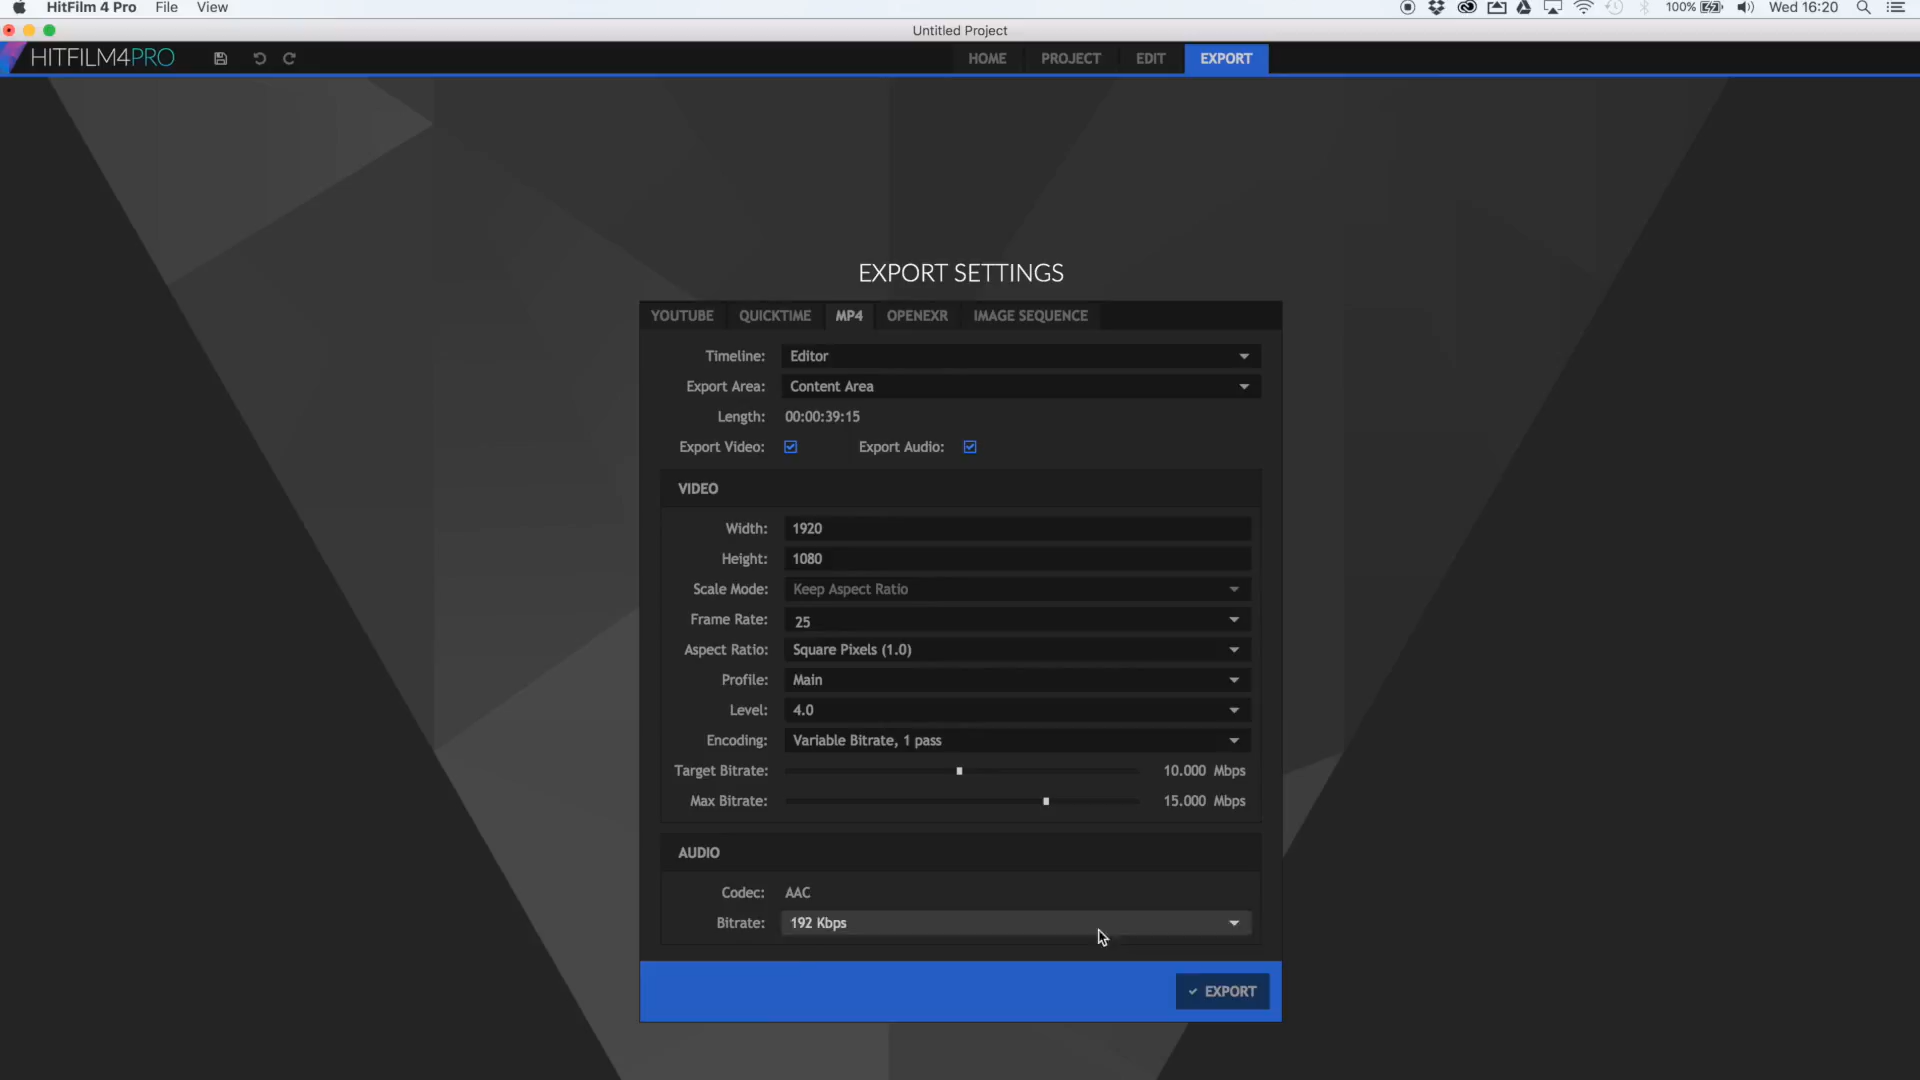 HitFilm 4 Pro File View 100% Wed 16:20
Untitled Project
HITFILM4PRO HOME PROJECT EDIT EXPORT
EXPORT SETTINGS
YOUTUBE QUICKTIME MP4 OPENEXR IMAGE SEQUENCE
Timeline: Editor
Export Area: Content Area
Length: 00:00:39:15
Export Video: Export Audio:
VIDEO
Width: 1920
Height: 1080
Scale Mode: Keep Aspect Ratio
Frame Rate: 25
Aspect Ratio: Square Pixels (1.0)
Profile: Main
Level: 4.0
Encoding: Variable Bitrate, 1 pass
Target Bitrate: 10.000 Mbps
Max Bitrate: 15.000 Mbps
AUDIO
Codec: AAC
Bitrate: 192 Kbps
EXPORT